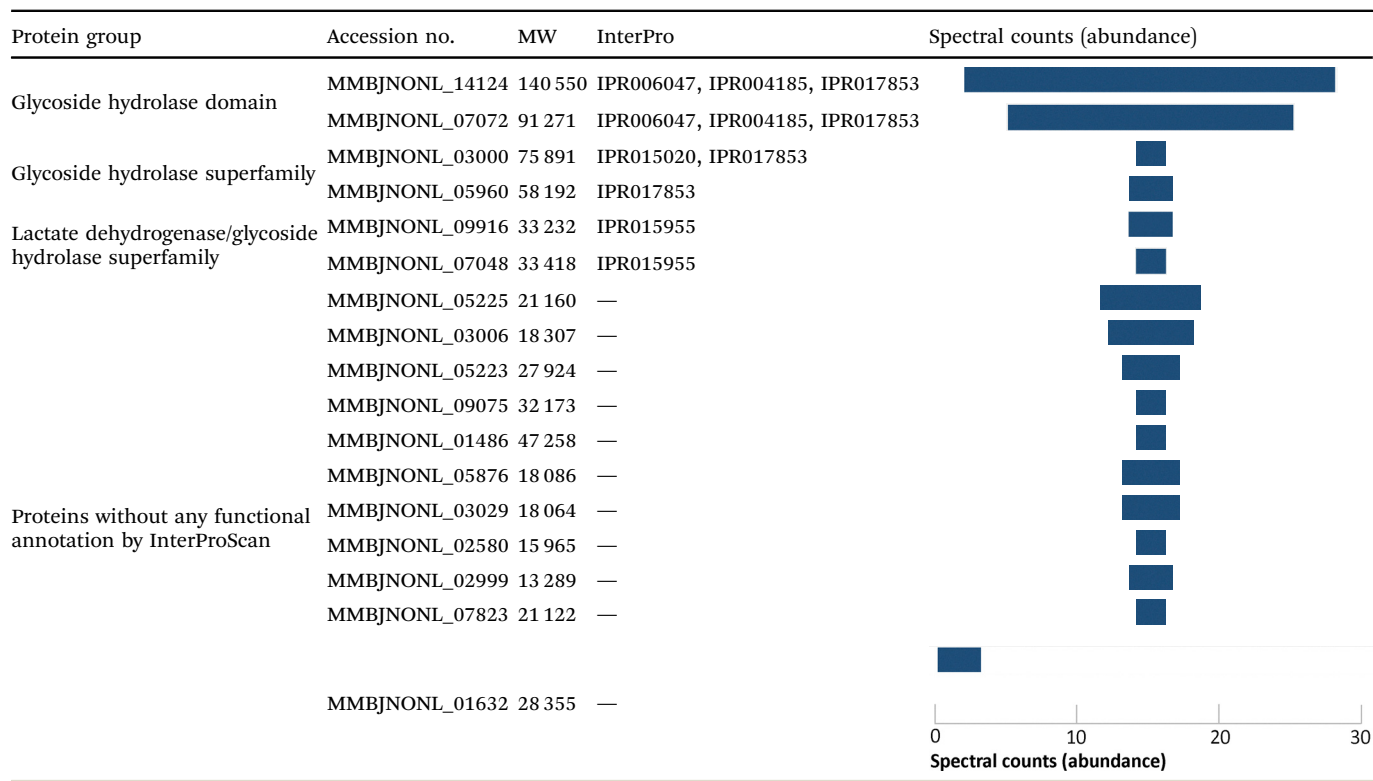 Protein group Accession no. MW InterPro Spectral counts (abundance)
Glycoside hydrolase domain
MMBJNONL_14124 140 550 IPR006047, IPR004185, IPR017853
MMBJNONL_07072 91 271 IPR006047, IPR004185, IPR017853
Glycoside hydrolase superfamily
MMBJNONL_03000 75 891 IPR015020, IPR017853
MMBJNONL_05960 58 192 IPR017853
Lactate dehydrogenase/glycoside
hydrolase superfamily
MMBJNONL_09916 33 232 IPR015955
MMBJNONL_07048 33 418 IPR015955
Proteins without any functional
annotation by InterProScan
MMBJNONL_05225 21 160 —
MMBJNONL_03006 18 307 —
MMBJNONL_05223 27 924 —
MMBJNONL_09075 32 173 —
MMBJNONL_01486 47 258 —
MMBJNONL_05876 18 086 —
MMBJNONL_03029 18 064 —
MMBJNONL_02580 15 965 —
MMBJNONL_02999 13 289 —
MMBJNONL_07823 21 122 —
MMBJNONL_01632 28 355 —
0 10 20 30
Spectral counts (abundance)